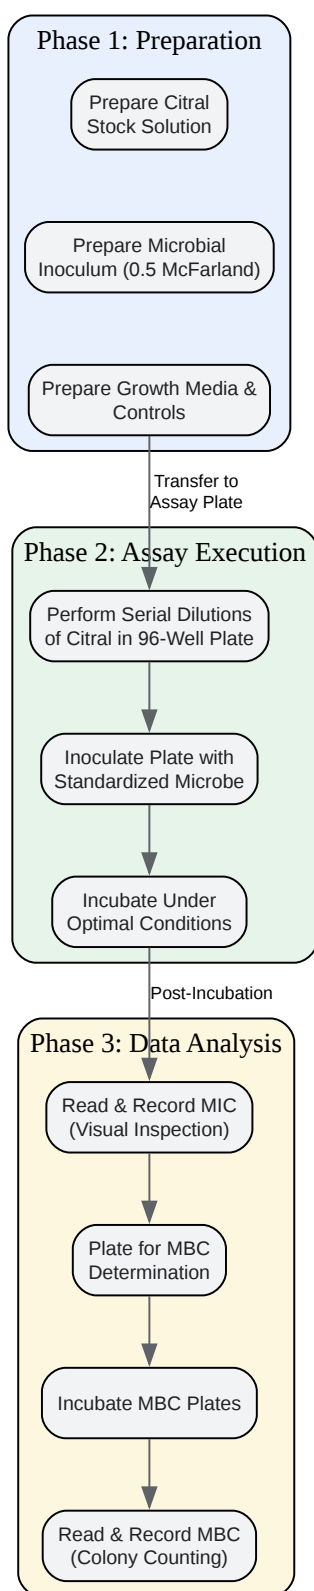 Phase 1: Preparation
Prepare Citral
Stock Solution
Prepare Microbial
Inoculum (0.5 McFarland)
Prepare Growth Media &
Controls
Transfer to
Assay Plate
Phase 2: Assay Execution
Perform Serial Dilutions
of Citral in 96-Well Plate
Inoculate Plate with
Standardized Microbe
Incubate Under
Optimal Conditions
Post-Incubation
Phase 3: Data Analysis
Read & Record MIC
(Visual Inspection)
Plate for MBC
Determination
Incubate MBC Plates
Read & Record MBC
(Colony Counting)